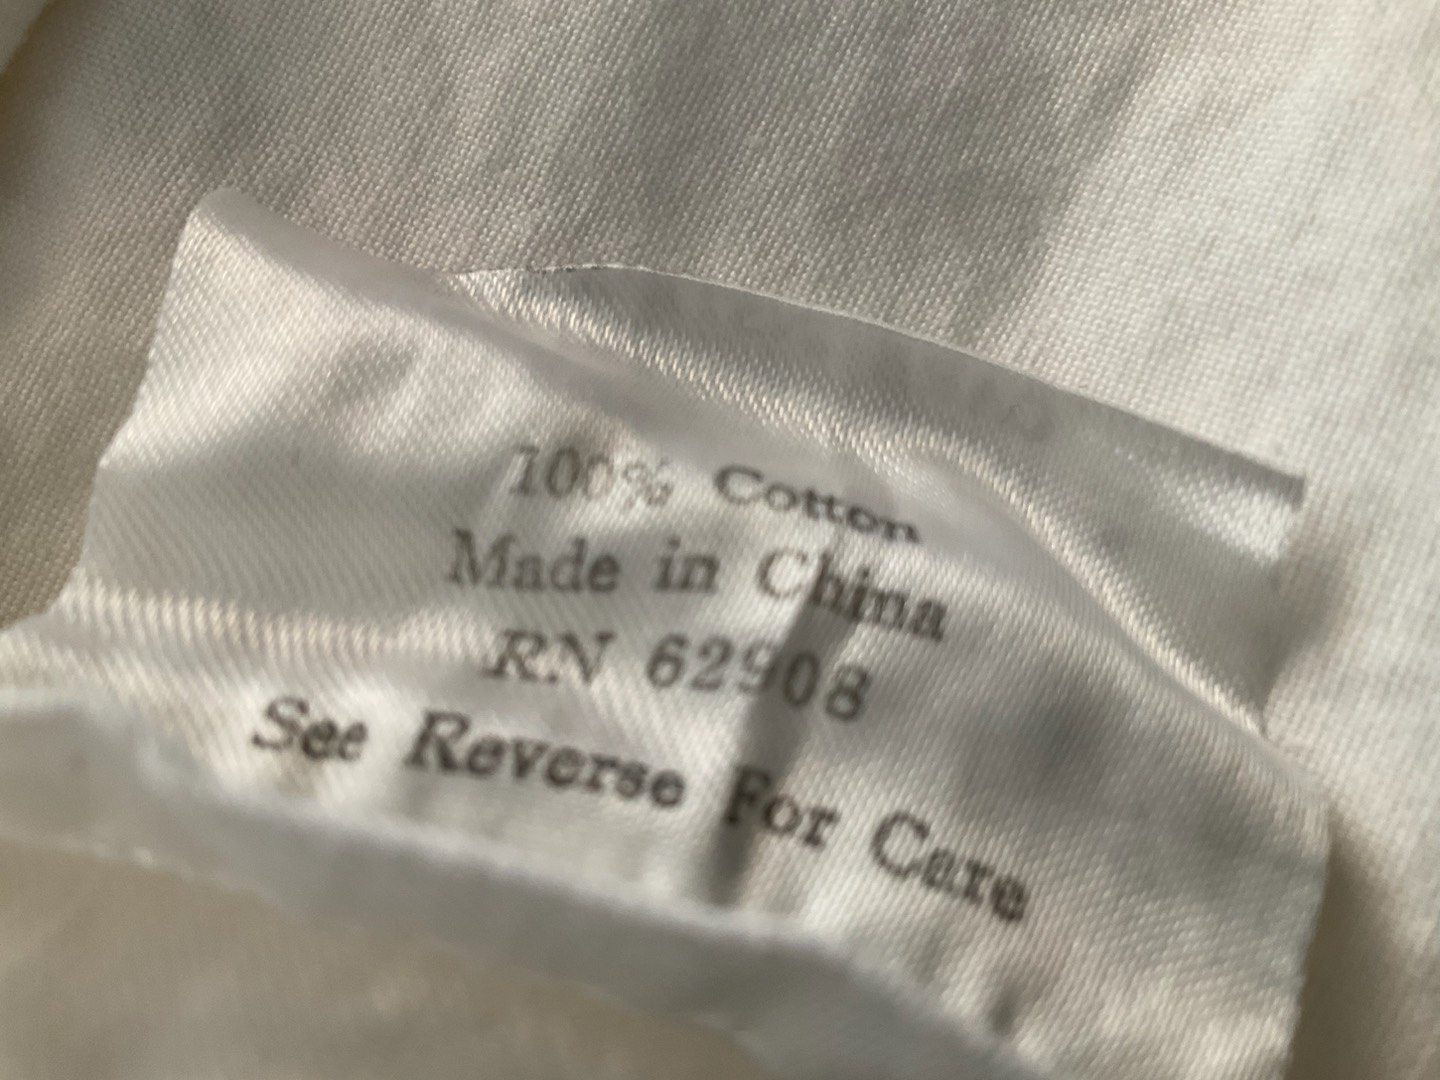 100% Cotton
Made in China
RN 62908
See Reverse For Care